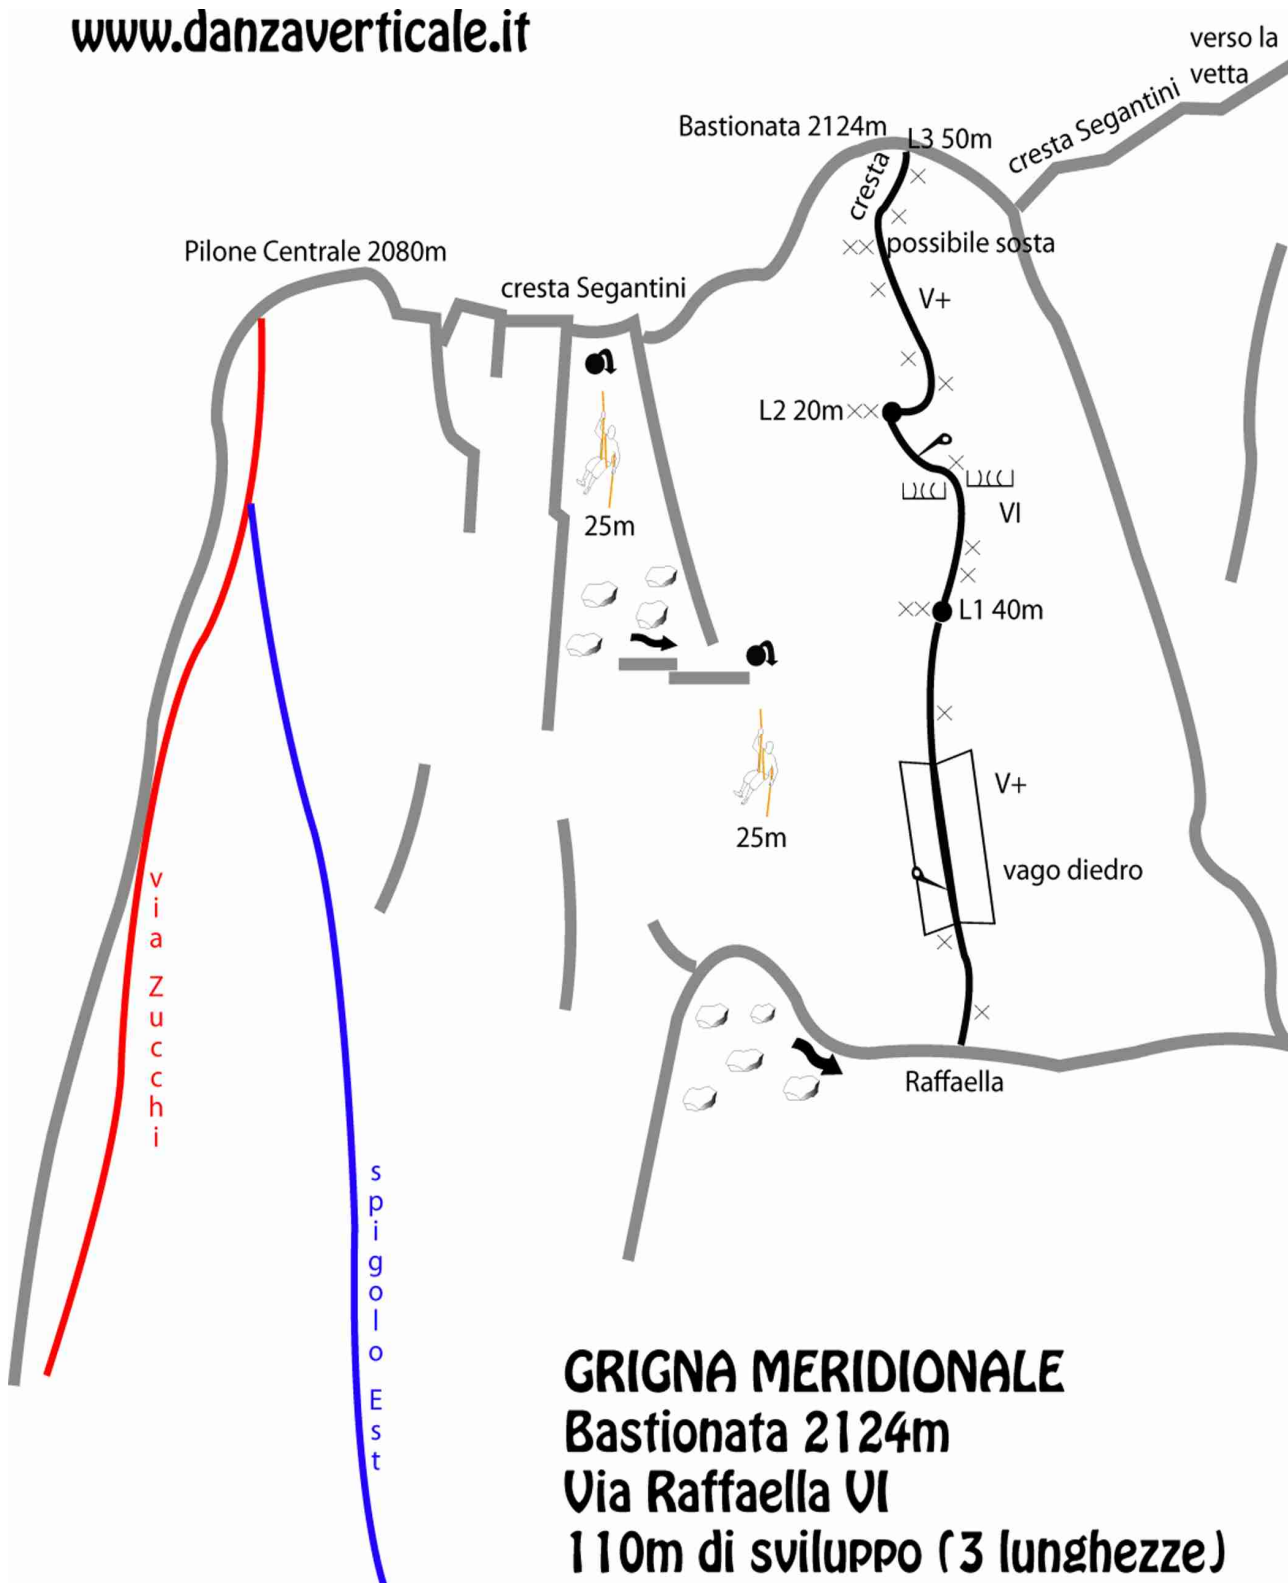 www.danzaverticale.it
verso la
vetta
cresta Segantini
Bastionata 2124m
L3 50m
cresta
possibile sosta
Pilone Centrale 2080m
cresta Segantini
V+
L2 20m
VI
25m
L1 40m
V+
25m
vago diedro
via Zucchi
Raffaella
spigolo Est
GRIGNA MERIDIONALE
Bastionata 2124m
Via Raffaella VI
110m di sviluppo (3 lunghezze)